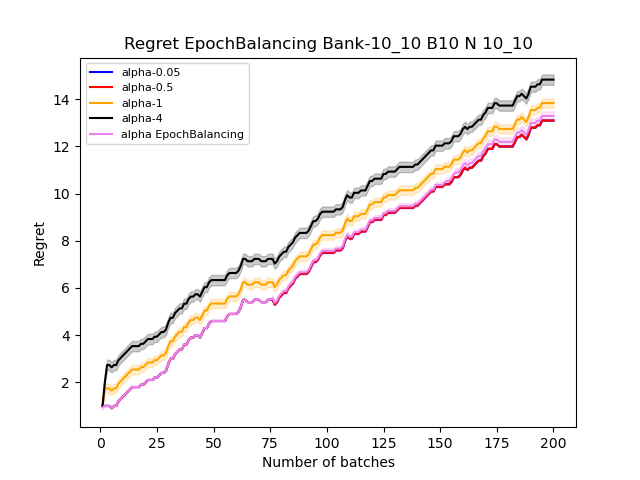 Regret EpochBalancing Bank-10_10 B10 N 10_10
alpha-0.05
alpha-0.5
alpha-1
alpha-4
alpha EpochBalancing
14
12
10
8
6
4
2
Regret
0 25 50 75 100 125 150 175 200
Number of batches